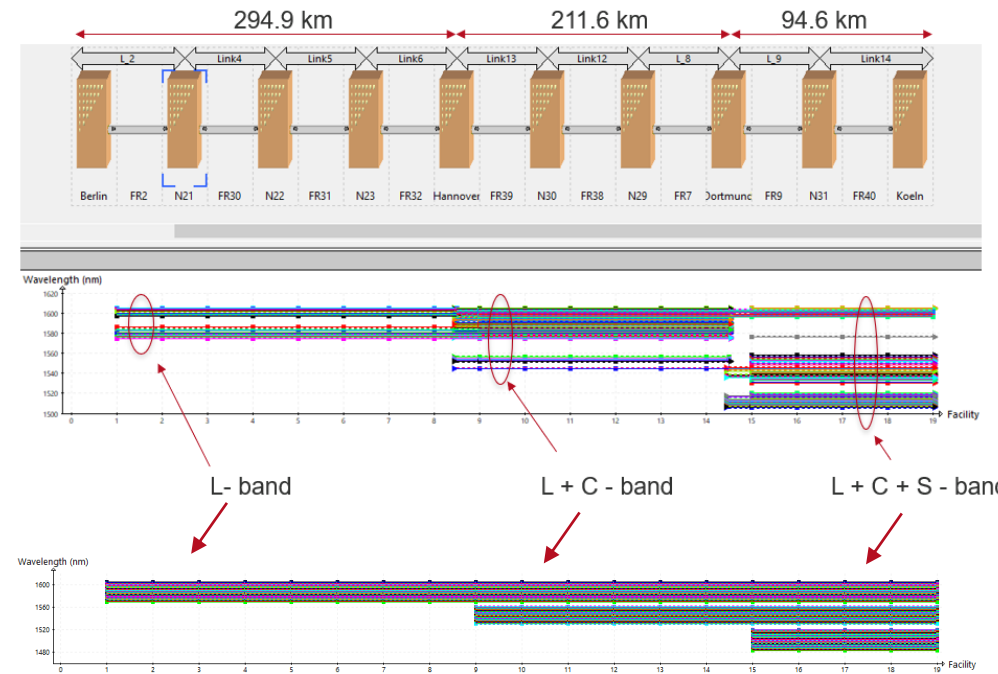 294.9 km 211.6 km 94.6 km
L_2 Link4 Link5 Link6 Link13 Link12 L_8 L_9 Link14
Berlin FR2 N21 FR30 N22 FR31 N23 FR32 Hannover FR39 N30 FR38 N29 FR7 Dortmund FR9 N31 FR40 Koeln
Wavelength (nm)
1620
1600
1580
1560
1540
1520
1500
0 1 2 3 4 5 6 7 8 9 10 11 12 13 14 15 16 17 18 19 Facility
L- band L + C - band L + C + S - band
Wavelength (nm)
1600
1560
1520
1480
0 1 2 3 4 5 6 7 8 9 10 11 12 13 14 15 16 17 18 19 Facility